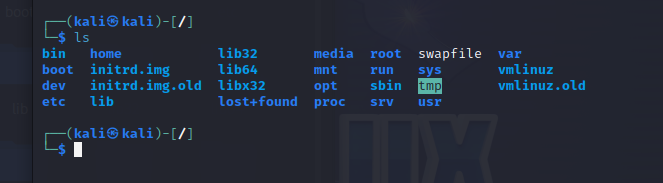 ┌──(kali㉿kali)-[/]
└─$ ls
bin   home            lib32       media  root  swapfile  var
boot  initrd.img      lib64       mnt    run   sys       vmlinuz
dev   initrd.img.old  libx32      opt    sbin  tmp       vmlinuz.old
etc   lib             lost+found  proc   srv   usr
┌──(kali㉿kali)-[/]
└─$